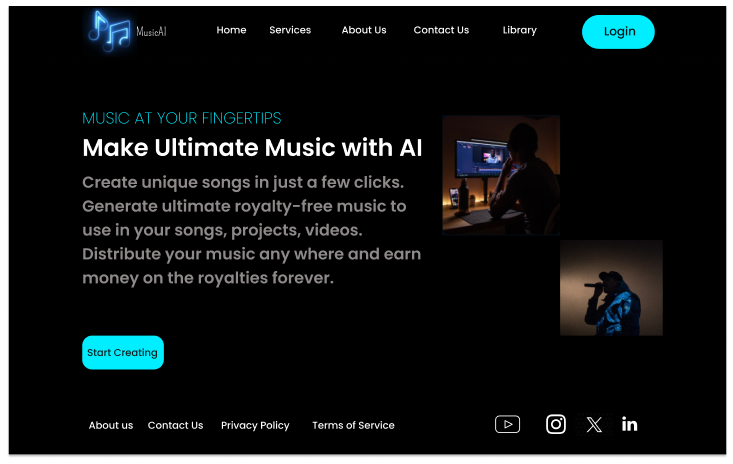 MusicAI
Home Services About Us Contact Us Library Login
MUSIC AT YOUR FINGERTIPS
Make Ultimate Music with AI
Create unique songs in just a few clicks.
Generate ultimate royalty-free music to
use in your songs, projects, videos.
Distribute your music any where and earn
money on the royalties forever.
Start Creating
About us Contact Us Privacy Policy Terms of Service